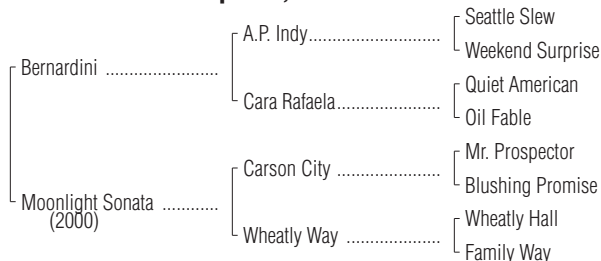 Seattle Slew
A.P. Indy
Weekend Surprise
Bernardini
Quiet American
Cara Rafaela
Oil Fable
Mr. Prospector
Carson City
Blushing Promise
Moonlight Sonata
(2000)
Wheatly Hall
Wheatly Way
Family Way